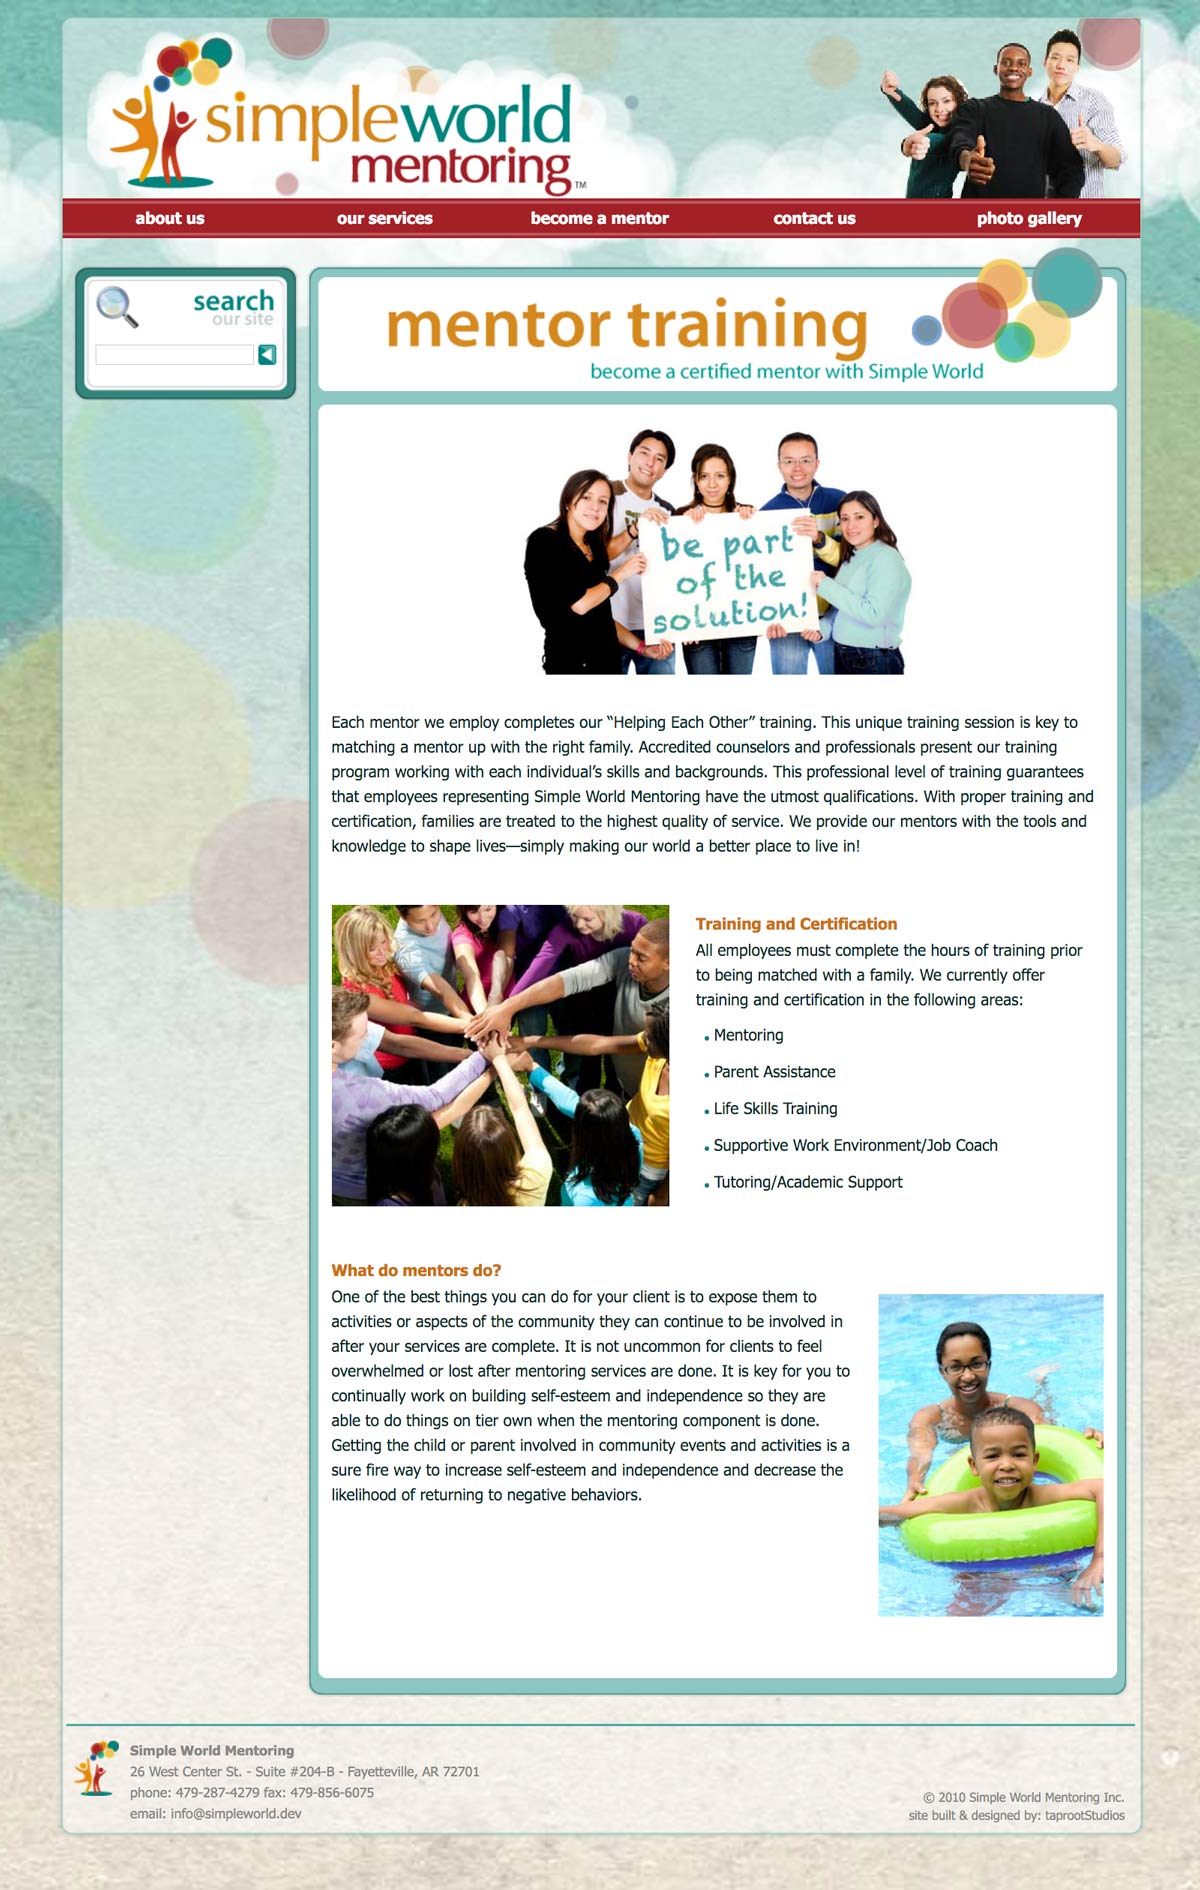 simpleworld
mentoring™
about us
our services
become a mentor
contact us
photo gallery
search
our site
mentor training
become a certified mentor with Simple World
be part
of the
solution!
Each mentor we employ completes our “Helping Each Other” training. This unique training session is key to
matching a mentor up with the right family. Accredited counselors and professionals present our training
program working with each individual’s skills and backgrounds. This professional level of training guarantees
that employees representing Simple World Mentoring have the utmost qualifications. With proper training and
certification, families are treated to the highest quality of service. We provide our mentors with the tools and
knowledge to shape lives—simply making our world a better place to live in!
Training and Certification
All employees must complete the hours of training prior
to being matched with a family. We currently offer
training and certification in the following areas:
• Mentoring
• Parent Assistance
• Life Skills Training
• Supportive Work Environment/Job Coach
• Tutoring/Academic Support
What do mentors do?
One of the best things you can do for your client is to expose them to
activities or aspects of the community they can continue to be involved in
after your services are complete. It is not uncommon for clients to feel
overwhelmed or lost after mentoring services are done. It is key for you to
continually work on building self-esteem and independence so they are
able to do things on tier own when the mentoring component is done.
Getting the child or parent involved in community events and activities is a
sure fire way to increase self-esteem and independence and decrease the
likelihood of returning to negative behaviors.
Simple World Mentoring
26 West Center St. - Suite #204-B - Fayetteville, AR 72701
phone: 479-287-4279 fax: 479-856-6075
email: info@simpleworld.dev
© 2010 Simple World Mentoring Inc.
site built & designed by: taprootStudios